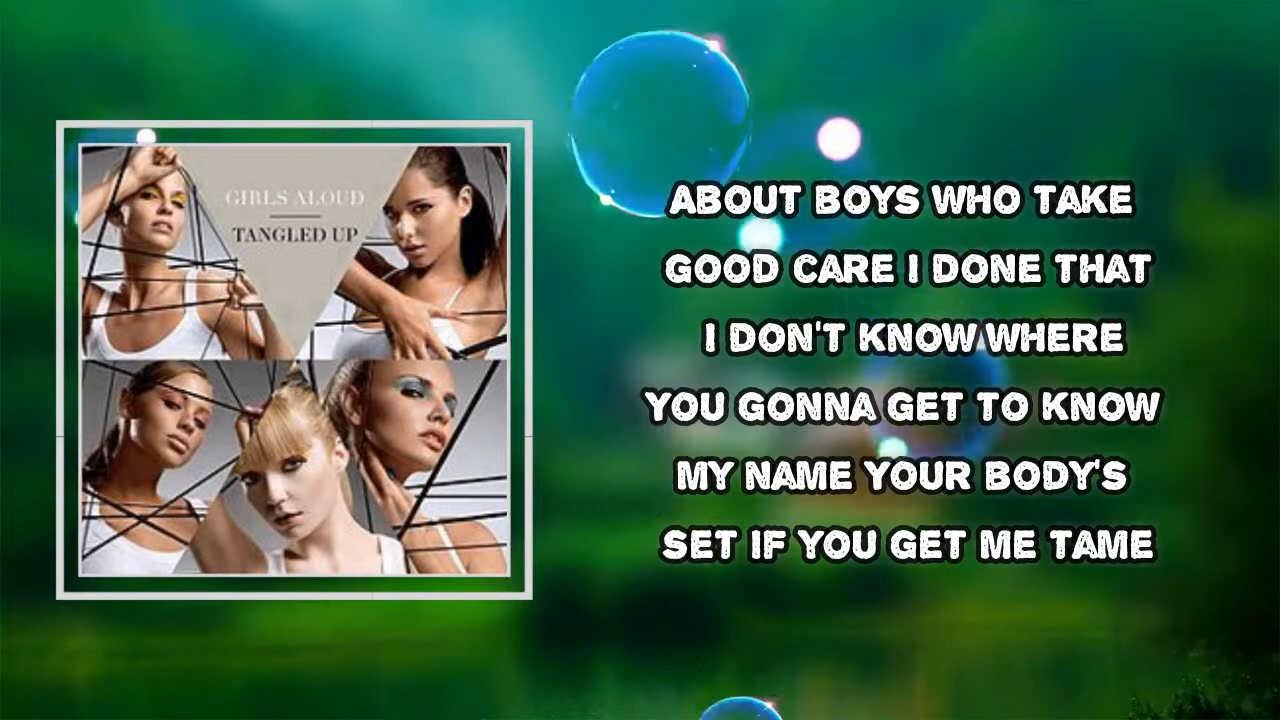 GIRLS ALOUD
TANGLED UP
ABOUT BOYS WHO TAKE
GOOD CARE I DONE THAT
I DON'T KNOW WHERE
YOU GONNA GET TO KNOW
MY NAME YOUR BODY'S
SET IF YOU GET ME TAME